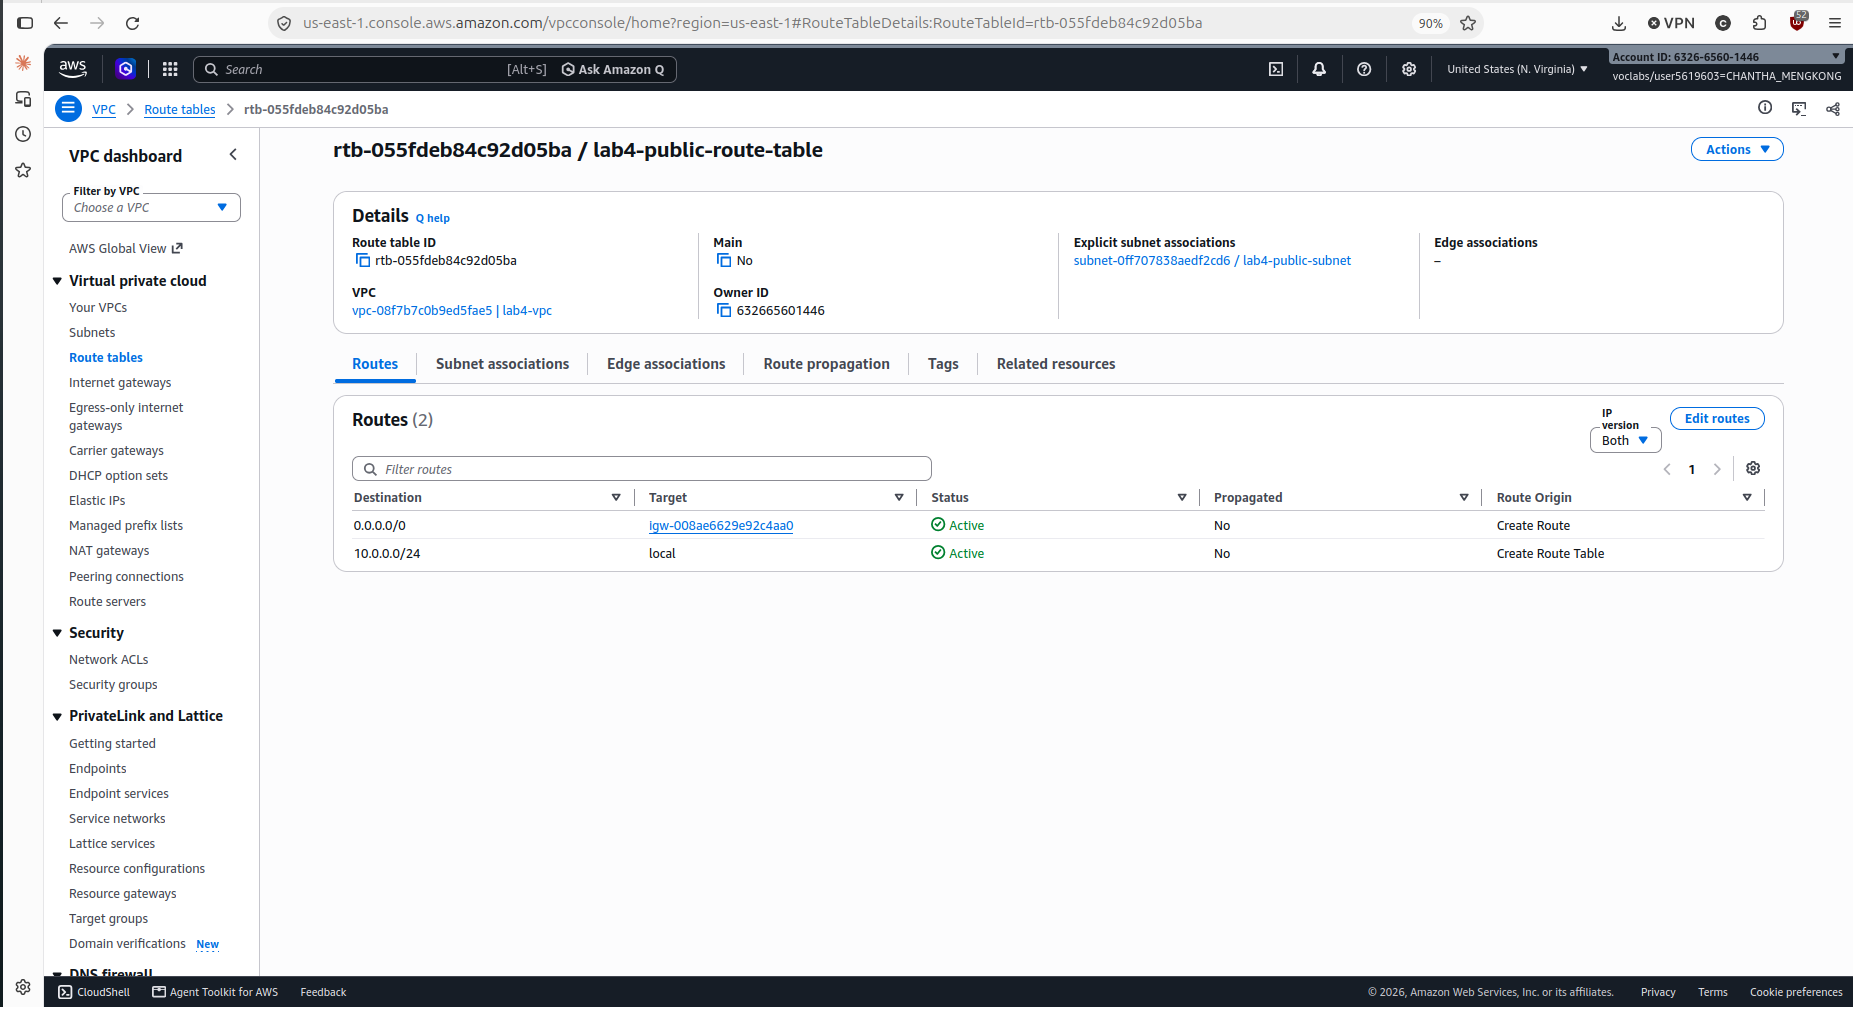 us-east-1.console.aws.amazon.com/vpcconsole/home?region=us-east-1#RouteTableDetails:RouteTableId=rtb-055fdeb84c92d05ba
90%
VPN
C
52
aws
Search
[Alt+S]
Ask Amazon Q
United States (N. Virginia)
Account ID: 6326-6560-1446
voclabs/user5619603=CHANTHA_MENGKONG
VPC
Route tables
rtb-055fdeb84c92d05ba
VPC dashboard
Filter by VPC
Choose a VPC
AWS Global View
Virtual private cloud
Your VPCs
Subnets
Route tables
Internet gateways
Egress-only internet
gateways
Carrier gateways
DHCP option sets
Elastic IPs
Managed prefix lists
NAT gateways
Peering connections
Route servers
Security
Network ACLs
Security groups
PrivateLink and Lattice
Getting started
Endpoints
Endpoint services
Service networks
Lattice services
Resource configurations
Resource gateways
Target groups
Domain verifications New
DNS firewall
rtb-055fdeb84c92d05ba / lab4-public-route-table
Actions
Details Q help
Route table ID
rtb-055fdeb84c92d05ba
VPC
vpc-08f7b7c0b9ed5fae5 | lab4-vpc
Main
No
Owner ID
632665601446
Explicit subnet associations
subnet-0ff707838aedf2cd6 / lab4-public-subnet
Edge associations
–
Routes
Subnet associations
Edge associations
Route propagation
Tags
Related resources
Routes (2)
IP
version
Both
Edit routes
Filter routes
1
Destination Target Status Propagated Route Origin
0.0.0.0/0 igw-008ae6629e92c4aa0 Active No Create Route
10.0.0.0/24 local Active No Create Route Table
CloudShell
Agent Toolkit for AWS
Feedback
© 2026, Amazon Web Services, Inc. or its affiliates.
Privacy
Terms
Cookie preferences